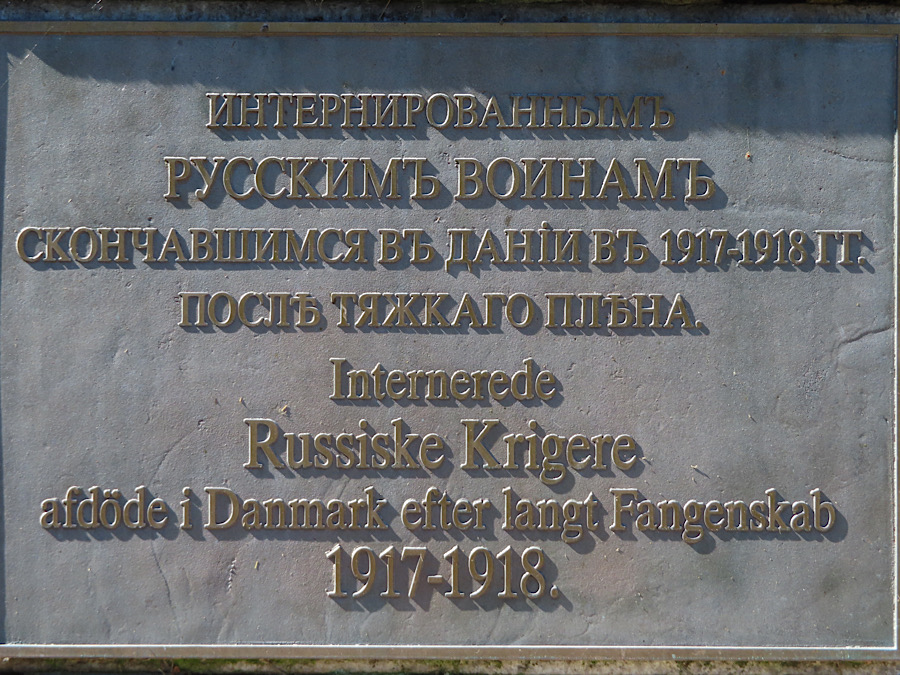 ИНТЕРНИРОВАННЫМЪ
РУССКИМЪ ВОИНАМЪ
СКОНЧАВШИМСЯ ВЪ ДАНІИ ВЪ 1917-1918 ГГ.
ПОСЛѢ ТЯЖКАГО ПЛѢНА.
Internerede
Russiske Krigere
afdöde i Danmark efter langt Fangenskab
1917-1918.